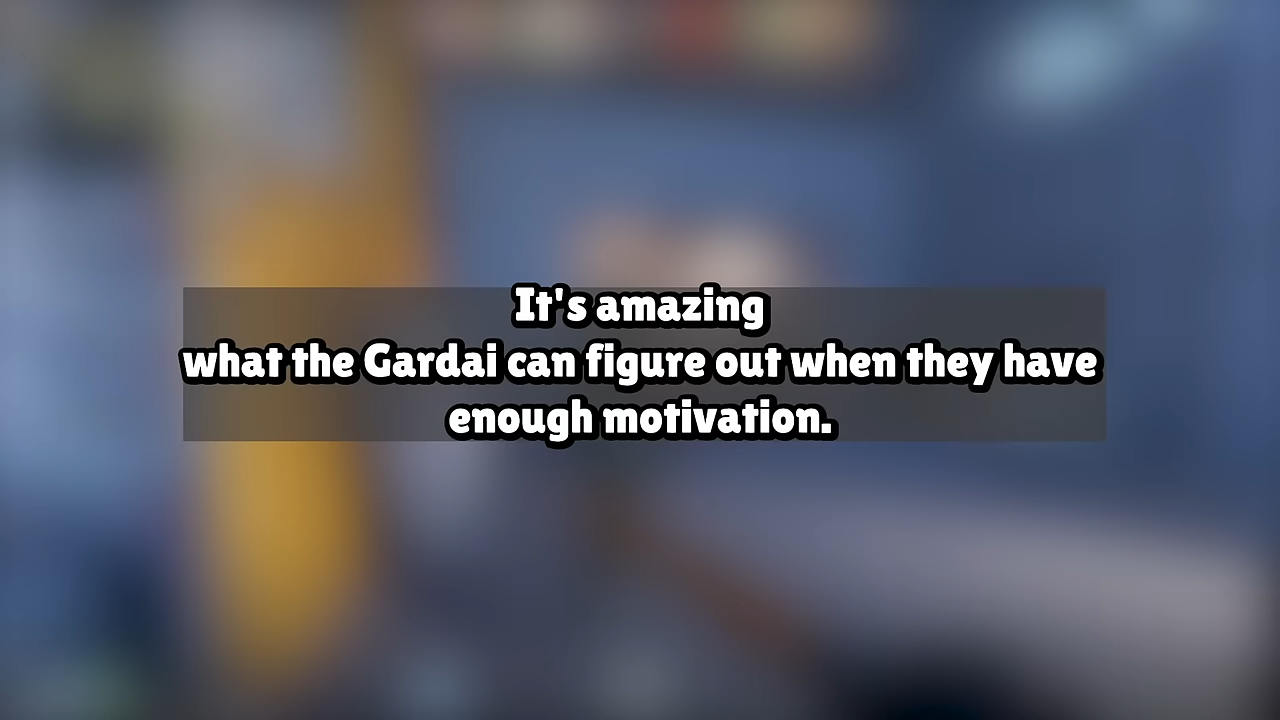 It's amazing
what the Gardai can figure out when they have
enough motivation.